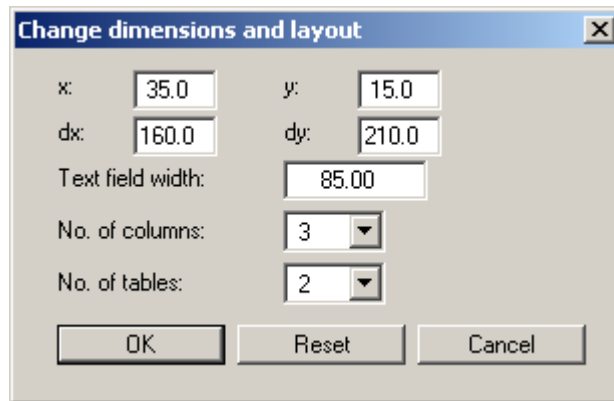 Change dimensions and layout
x: 35.0 y: 15.0
dx: 160.0 dy: 210.0
Text field width: 85.00
No. of columns: 3
No. of tables: 2
OK Reset Cancel